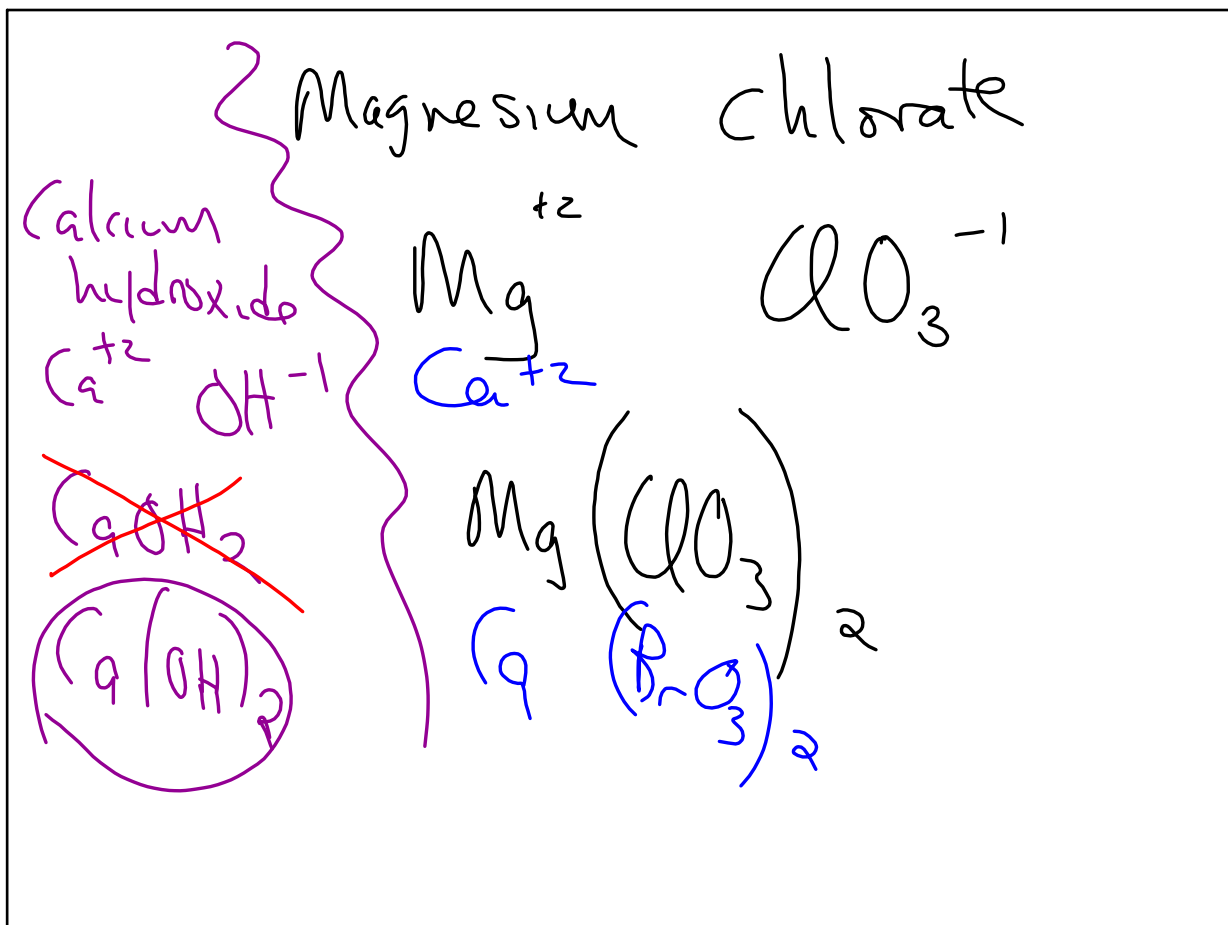 Magnesium Chlorate
Mg +2 ClO3 -1
Ca +2
Mg (ClO3)2
Ca (BrO3)2
Calcium
hydroxide
Ca +2 OH -1
CaOH2
Ca(OH)2